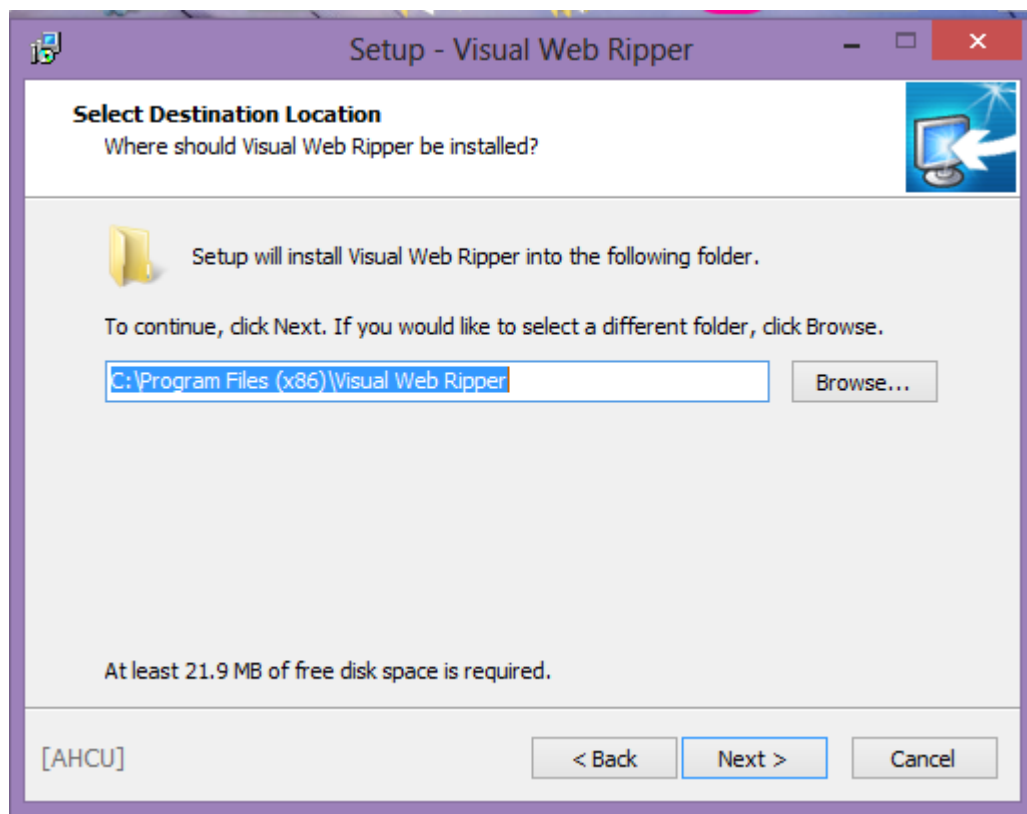 Setup - Visual Web Ripper
Select Destination Location
Where should Visual Web Ripper be installed?
Setup will install Visual Web Ripper into the following folder.
To continue, click Next. If you would like to select a different folder, click Browse.
C:\Program Files (x86)\Visual Web Ripper
Browse...
At least 21.9 MB of free disk space is required.
[AHCU]
< Back
Next >
Cancel